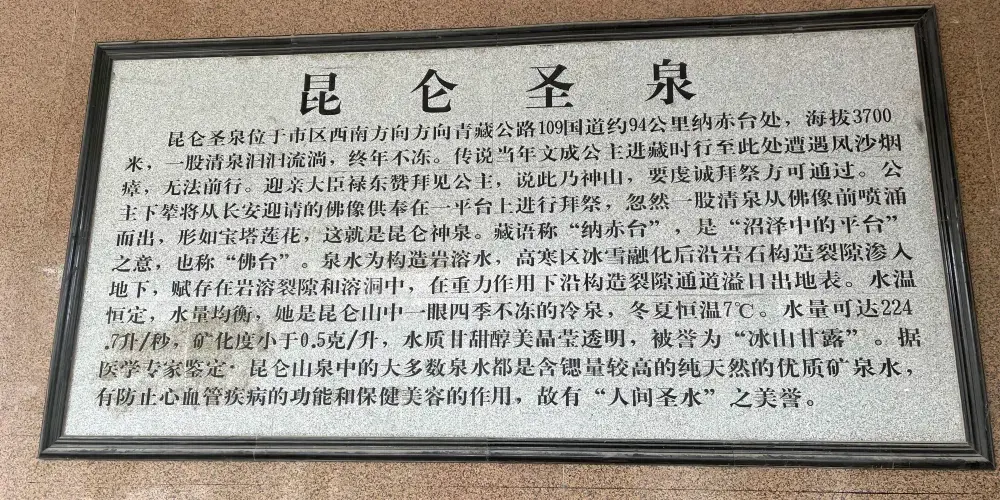 昆仑圣泉
昆仑圣泉位于市区西南方向方向青藏公路109国道约94公里纳赤台处，海拔3700
米，一股清泉汩汩流淌，终年不冻。传说当年文成公主进藏时行至此处遭遇风沙烟
瘴，无法前行。迎亲大臣禄东赞拜见公主，说此乃神山，要虔诚拜祭方可通过。公
主下辇将从长安迎请的佛像供奉在一平台上进行拜祭，忽然一股清泉从佛像前喷涌
而出，形如宝塔莲花，这就是昆仑神泉。藏语称“纳赤台”，是“沼泽中的平台”
之意，也称“佛台”。泉水为构造岩溶水，高寒区冰雪融化后沿岩石构造裂隙渗入
地下，赋存在岩溶裂隙和溶洞中，在重力作用下沿构造裂隙通道溢日出地表。水温
恒定，水量均衡，她是昆仑山中一眼四季不冻的冷泉，冬夏恒温7℃。水量可达224
.7升/秒，矿化度小于0.5克/升，水质甘甜醇美晶莹透明，被誉为“冰山甘露”。据
医学专家鉴定·昆仑山泉中的大多数泉水都是含锶量较高的纯天然的优质矿泉水，
有防止心血管疾病的功能和保健美容的作用，故有“人间圣水”之美誉。